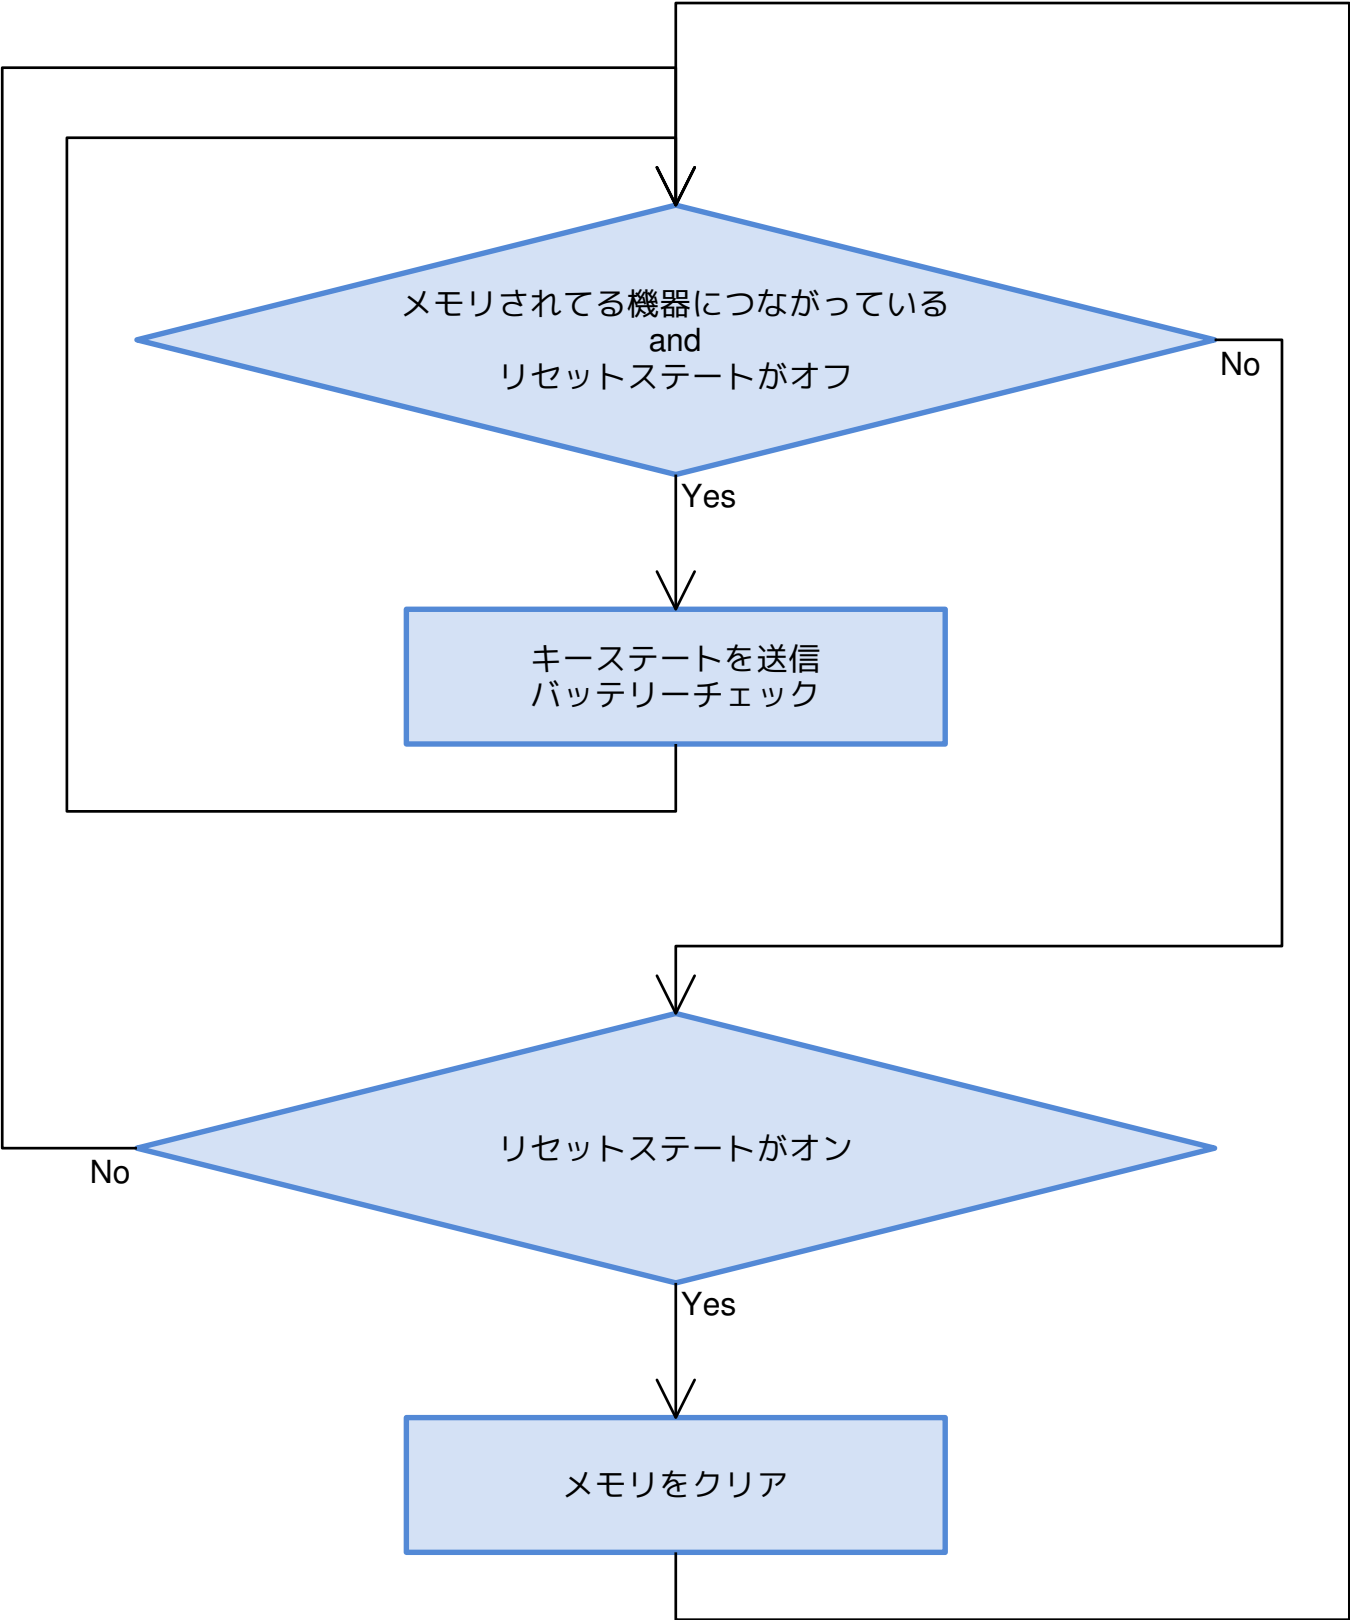 メモリされてる機器につながっている
and
リセットステートがオフ
No
Yes
キーステートを送信
バッテリーチェック
リセットステートがオン
No
Yes
メモリをクリア